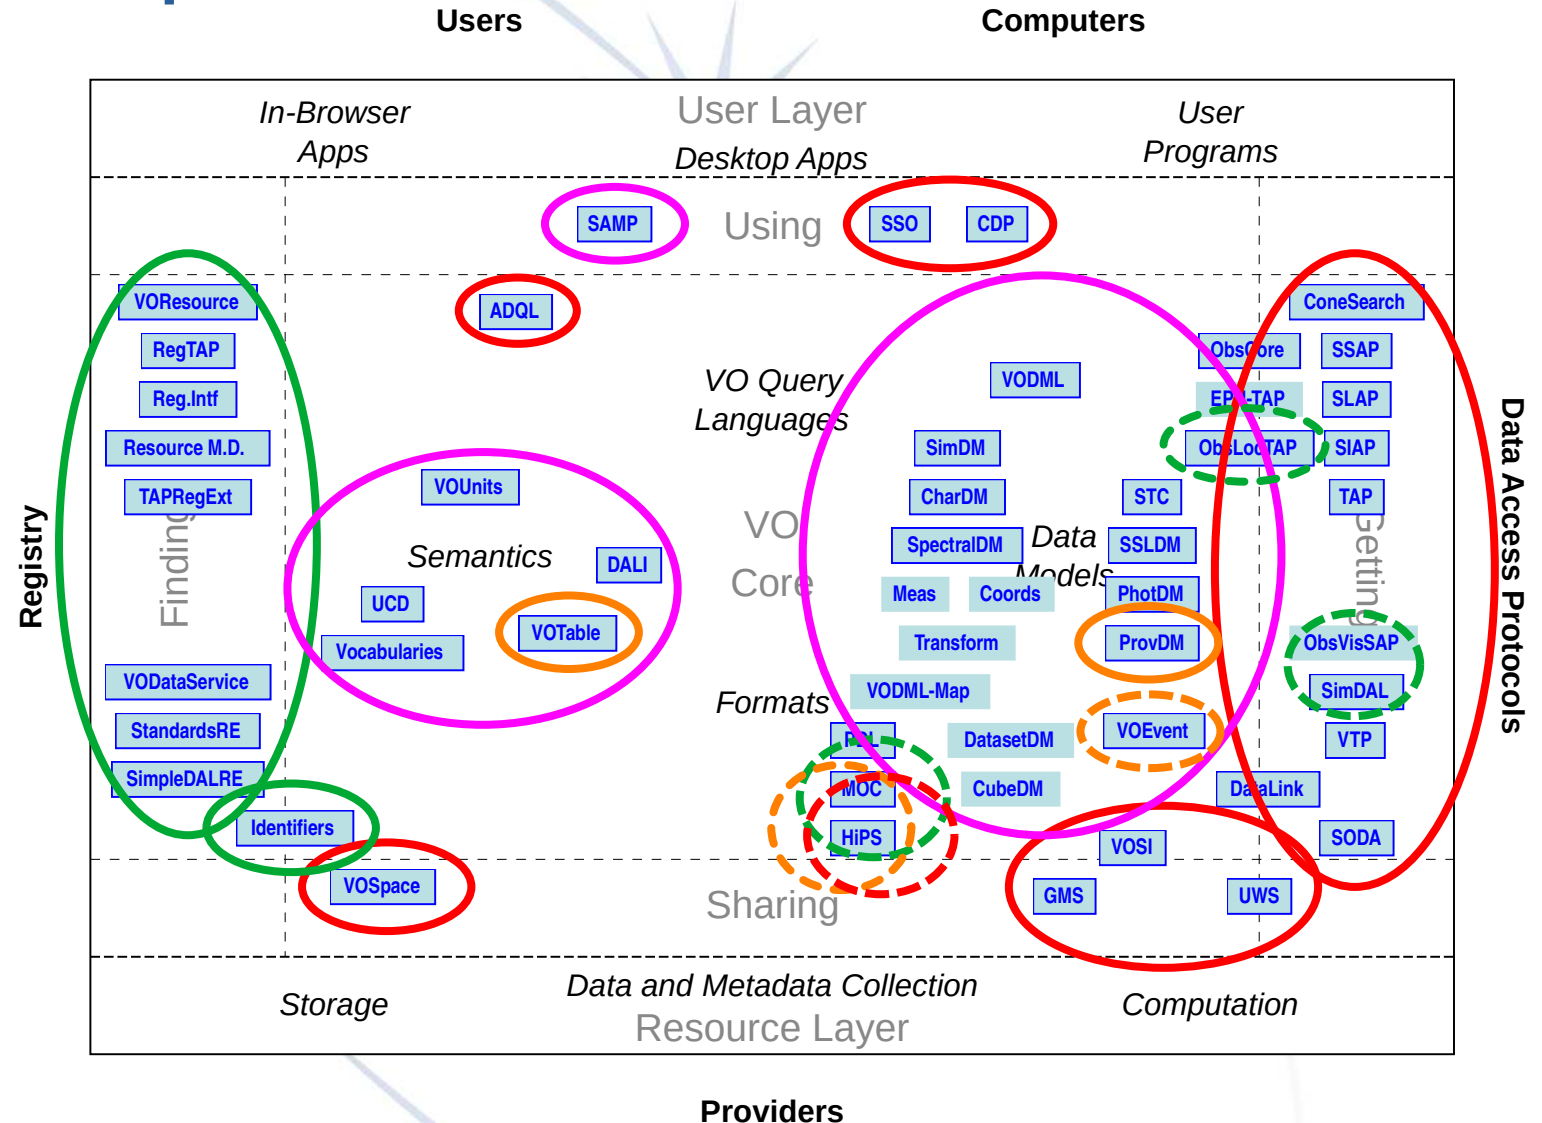 Users
Computers
In-Browser
Apps
User Layer
Desktop Apps
User
Programs
SAMP
Using
SSO
CDP
Registry
Finding
VOResource
RegTAP
Reg.Intf
Resource M.D.
TAPRegExt
VODataService
StandardsRE
SimpleDALRE
Identifiers
VOSpace
ADQL
VOUnits
Semantics
DALI
UCD
VOTable
Vocabularies
VO Query
Languages
VO
Core
Formats
PDL
MOC
HiPS
Sharing
VODML
SimDM
CharDM
SpectralDM
Meas
Coords
Transform
VODML-Map
DatasetDM
CubeDM
Data
Models
STC
SSLDM
PhotDM
ProvDM
VOEvent
ObsCore
EPN-TAP
ObsLocTAP
ConeSearch
SSAP
SLAP
SIAP
TAP
Getting
ObsVisSAP
SimDAL
VTP
DataLink
SODA
VOSI
GMS
UWS
Data Access Protocols
Storage
Data and Metadata Collection
Resource Layer
Computation
Providers